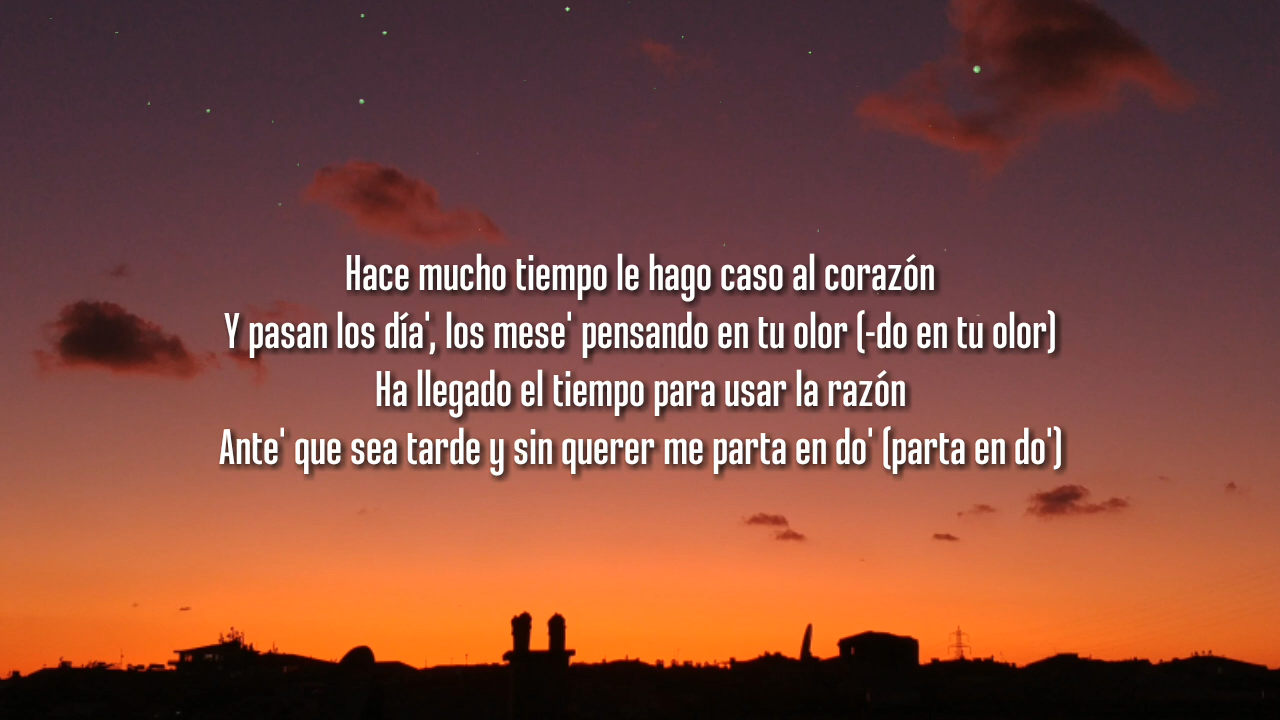 Hace mucho tiempo le hago caso al corazón
Y pasan los día', los mese' pensando en tu olor (-do en tu olor)
Ha llegado el tiempo para usar la razón
Ante' que sea tarde y sin querer me parta en do' (parta en do')